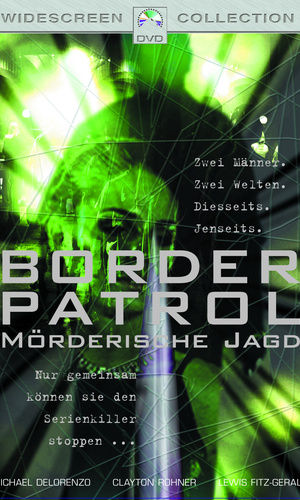 WIDESCREEN DVD COLLECTION
Zwei Männer.
Zwei Welten.
Diesseits.
Jenseits.
BORDER
PATROL
MÖRDERISCHE JAGD
Nur gemeinsam
können sie den
Serienkiller
stoppen ...
ICHAEL DELORENZO CLAYTON ROHNER LEWIS FITZ-GERAL